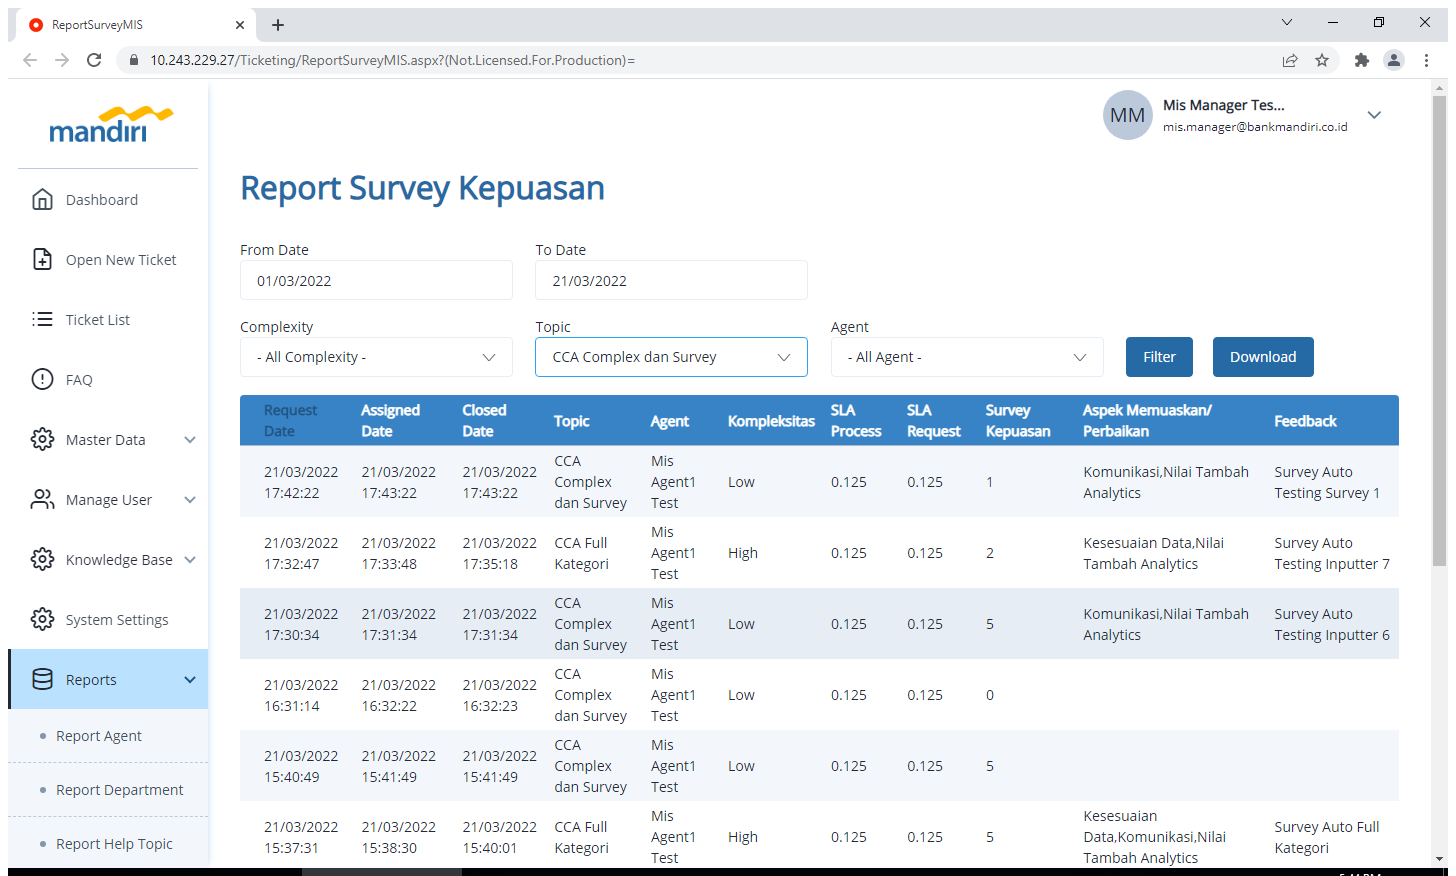 ReportSurveyMIS
10.243.229.27/Ticketing/ReportSurveyMIS.aspx?(Not.Licensed.For.Production)=
mandiri
MM
Mis Manager Tes...
mis.manager@bankmandiri.co.id
Dashboard
Open New Ticket
Ticket List
FAQ
Master Data
Manage User
Knowledge Base
System Settings
Reports
Report Agent
Report Department
Report Help Topic
Report Survey Kepuasan
From Date
To Date
01/03/2022
21/03/2022
Complexity
Topic
Agent
- All Complexity -
CCA Complex dan Survey
- All Agent -
Filter
Download
Request Date
Assigned Date
Closed Date
Topic
Agent
Kompleksitas
SLA Process
SLA Request
Survey Kepuasan
Aspek Memuaskan/ Perbaikan
Feedback
21/03/2022 17:42:22
21/03/2022 17:43:22
21/03/2022 17:43:22
CCA Complex dan Survey
Mis Agent1 Test
Low
0.125
0.125
1
Komunikasi,Nilai Tambah Analytics
Survey Auto Testing Survey 1
21/03/2022 17:32:47
21/03/2022 17:33:48
21/03/2022 17:35:18
CCA Full Kategori
Mis Agent1 Test
High
0.125
0.125
2
Kesesuaian Data,Nilai Tambah Analytics
Survey Auto Testing Inputter 7
21/03/2022 17:30:34
21/03/2022 17:31:34
21/03/2022 17:31:34
CCA Complex dan Survey
Mis Agent1 Test
Low
0.125
0.125
5
Komunikasi,Nilai Tambah Analytics
Survey Auto Testing Inputter 6
21/03/2022 16:31:14
21/03/2022 16:32:22
21/03/2022 16:32:23
CCA Complex dan Survey
Mis Agent1 Test
Low
0.125
0.125
0
21/03/2022 15:40:49
21/03/2022 15:41:49
21/03/2022 15:41:49
CCA Complex dan Survey
Mis Agent1 Test
Low
0.125
0.125
5
21/03/2022 15:37:31
21/03/2022 15:38:30
21/03/2022 15:40:01
CCA Full Kategori
Mis Agent1 Test
High
0.125
0.125
5
Kesesuaian Data,Komunikasi,Nilai Tambah Analytics
Survey Auto Full Kategori